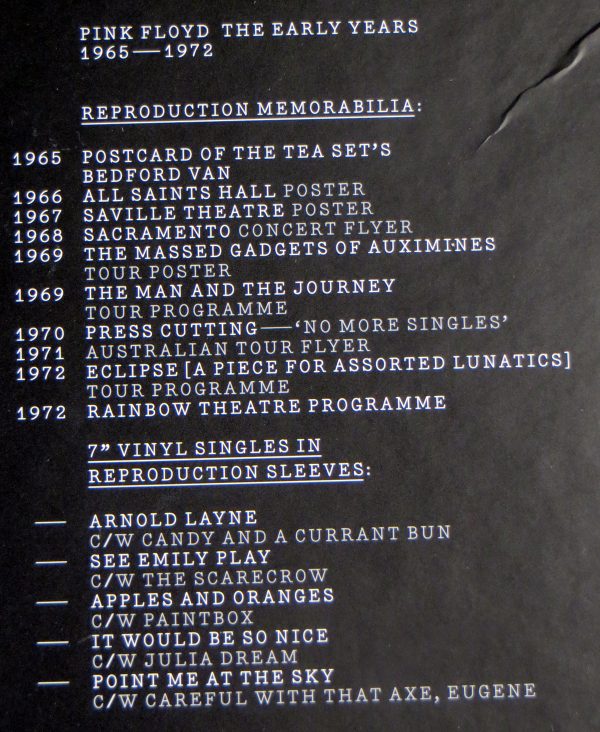 PINK FLOYD THE EARLY YEARS
1965—1972
REPRODUCTION MEMORABILIA:
1965 POSTCARD OF THE TEA SET'S
BEDFORD VAN
1966 ALL SAINTS HALL POSTER
1967 SAVILLE THEATRE POSTER
1968 SACRAMENTO CONCERT FLYER
1969 THE MASSED GADGETS OF AUXIMINES
TOUR POSTER
1969 THE MAN AND THE JOURNEY
TOUR PROGRAMME
1970 PRESS CUTTING—'NO MORE SINGLES'
1971 AUSTRALIAN TOUR FLYER
1972 ECLIPSE [A PIECE FOR ASSORTED LUNATICS]
TOUR PROGRAMME
1972 RAINBOW THEATRE PROGRAMME
7" VINYL SINGLES IN
REPRODUCTION SLEEVES:
— ARNOLD LAYNE
C/W CANDY AND A CURRANT BUN
— SEE EMILY PLAY
C/W THE SCARECROW
— APPLES AND ORANGES
C/W PAINTBOX
— IT WOULD BE SO NICE
C/W JULIA DREAM
— POINT ME AT THE SKY
C/W CAREFUL WITH THAT AXE, EUGENE